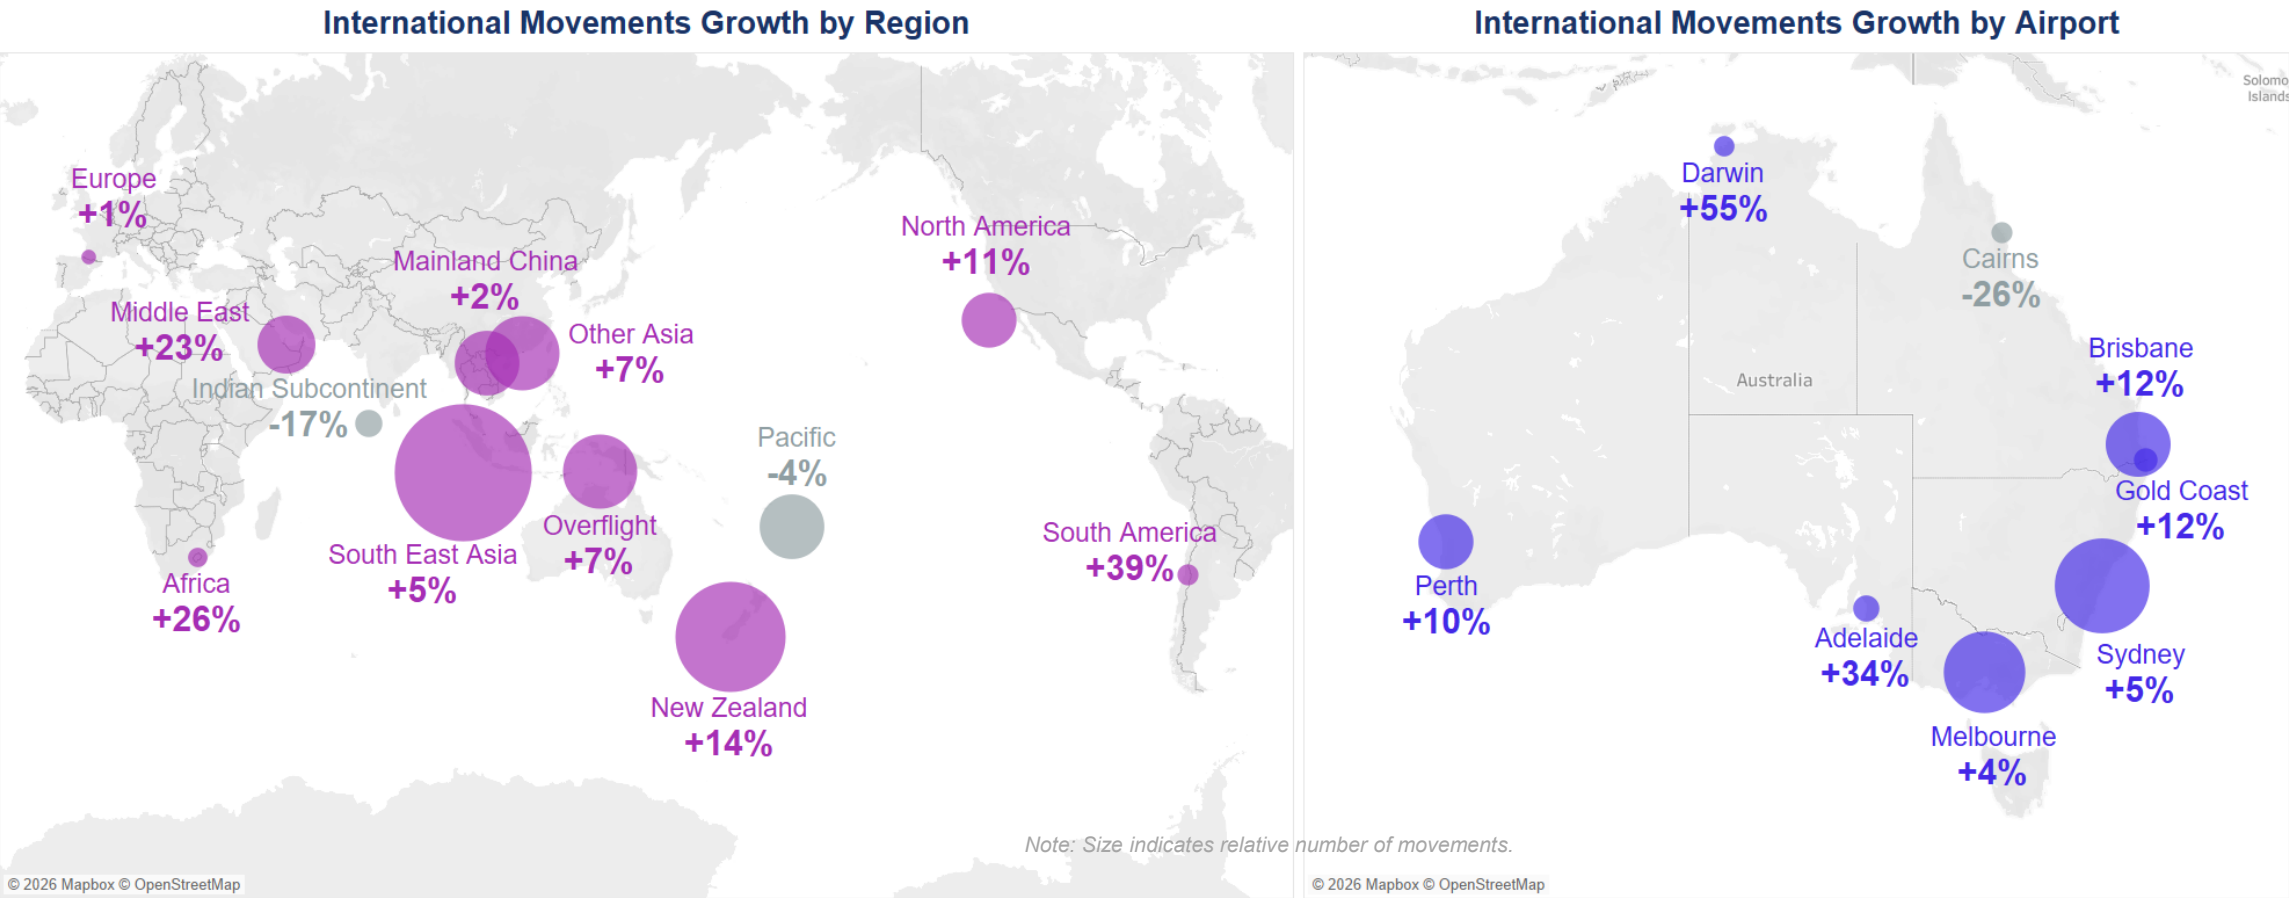 International Movements Growth by Region
Europe
+1%
Mainland China
+2%
Middle East
+23%
Other Asia
+7%
North America
+11%
Indian Subcontinent
-17%
Pacific
-4%
South East Asia
+5%
Overflight
+7%
Africa
+26%
South America
+39%
New Zealand
+14%
© 2026 Mapbox © OpenStreetMap
International Movements Growth by Airport
Solomo
Islands
Darwin
+55%
Cairns
-26%
Brisbane
+12%
Australia
Gold Coast
+12%
Perth
+10%
Adelaide
+34%
Sydney
+5%
Melbourne
+4%
Note: Size indicates relative number of movements.
© 2026 Mapbox © OpenStreetMap